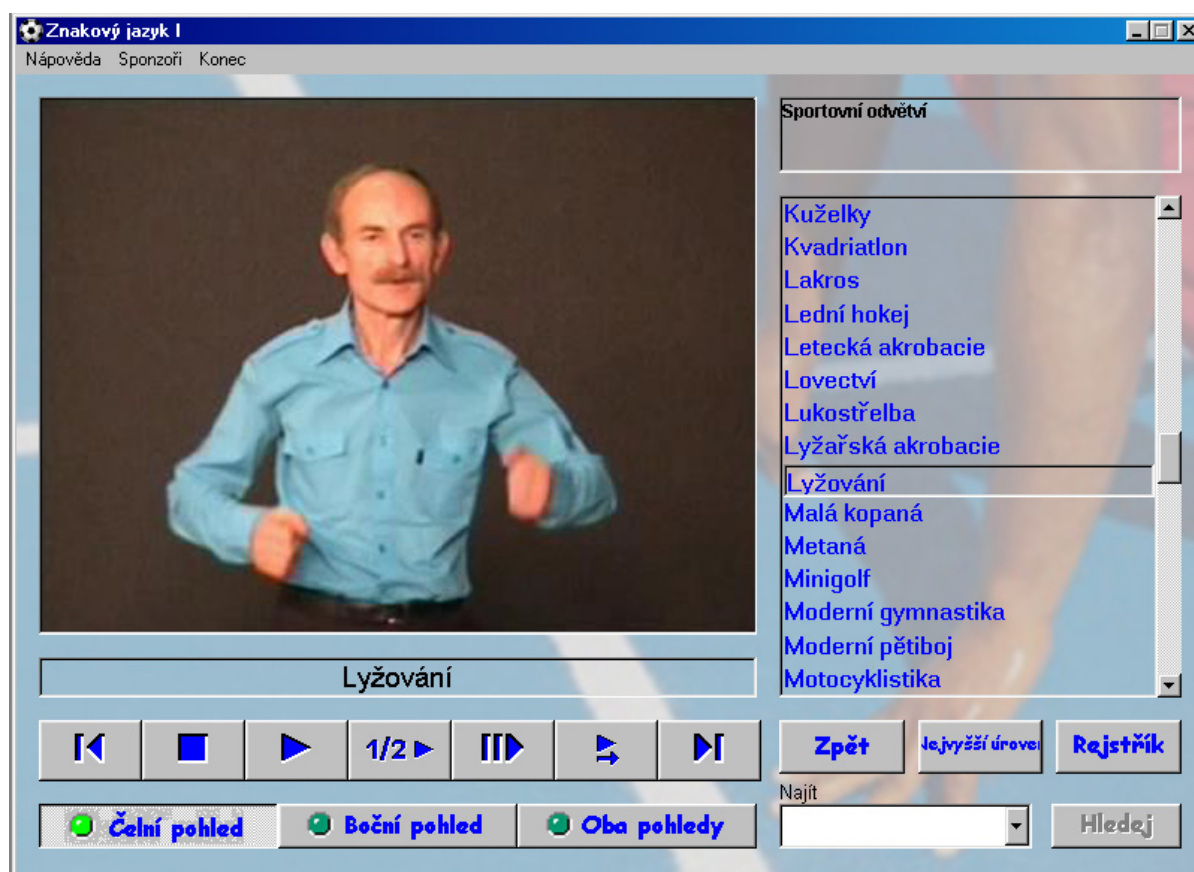 Znakový jazyk I
Nápověda Sponzoři Konec
Sportovní odvětví
Kuželky
Kvadriatlon
Lakros
Lední hokej
Letecká akrobacie
Lovectví
Lukostřelba
Lyžařská akrobacie
Lyžování
Malá kopaná
Metaná
Minigolf
Moderní gymnastika
Moderní pětiboj
Motocyklistika
Lyžování
1/2
Zpět
Nejvyšší úroveň
Rejstřík
Čelní pohled
Boční pohled
Oba pohledy
Najít
Hledej